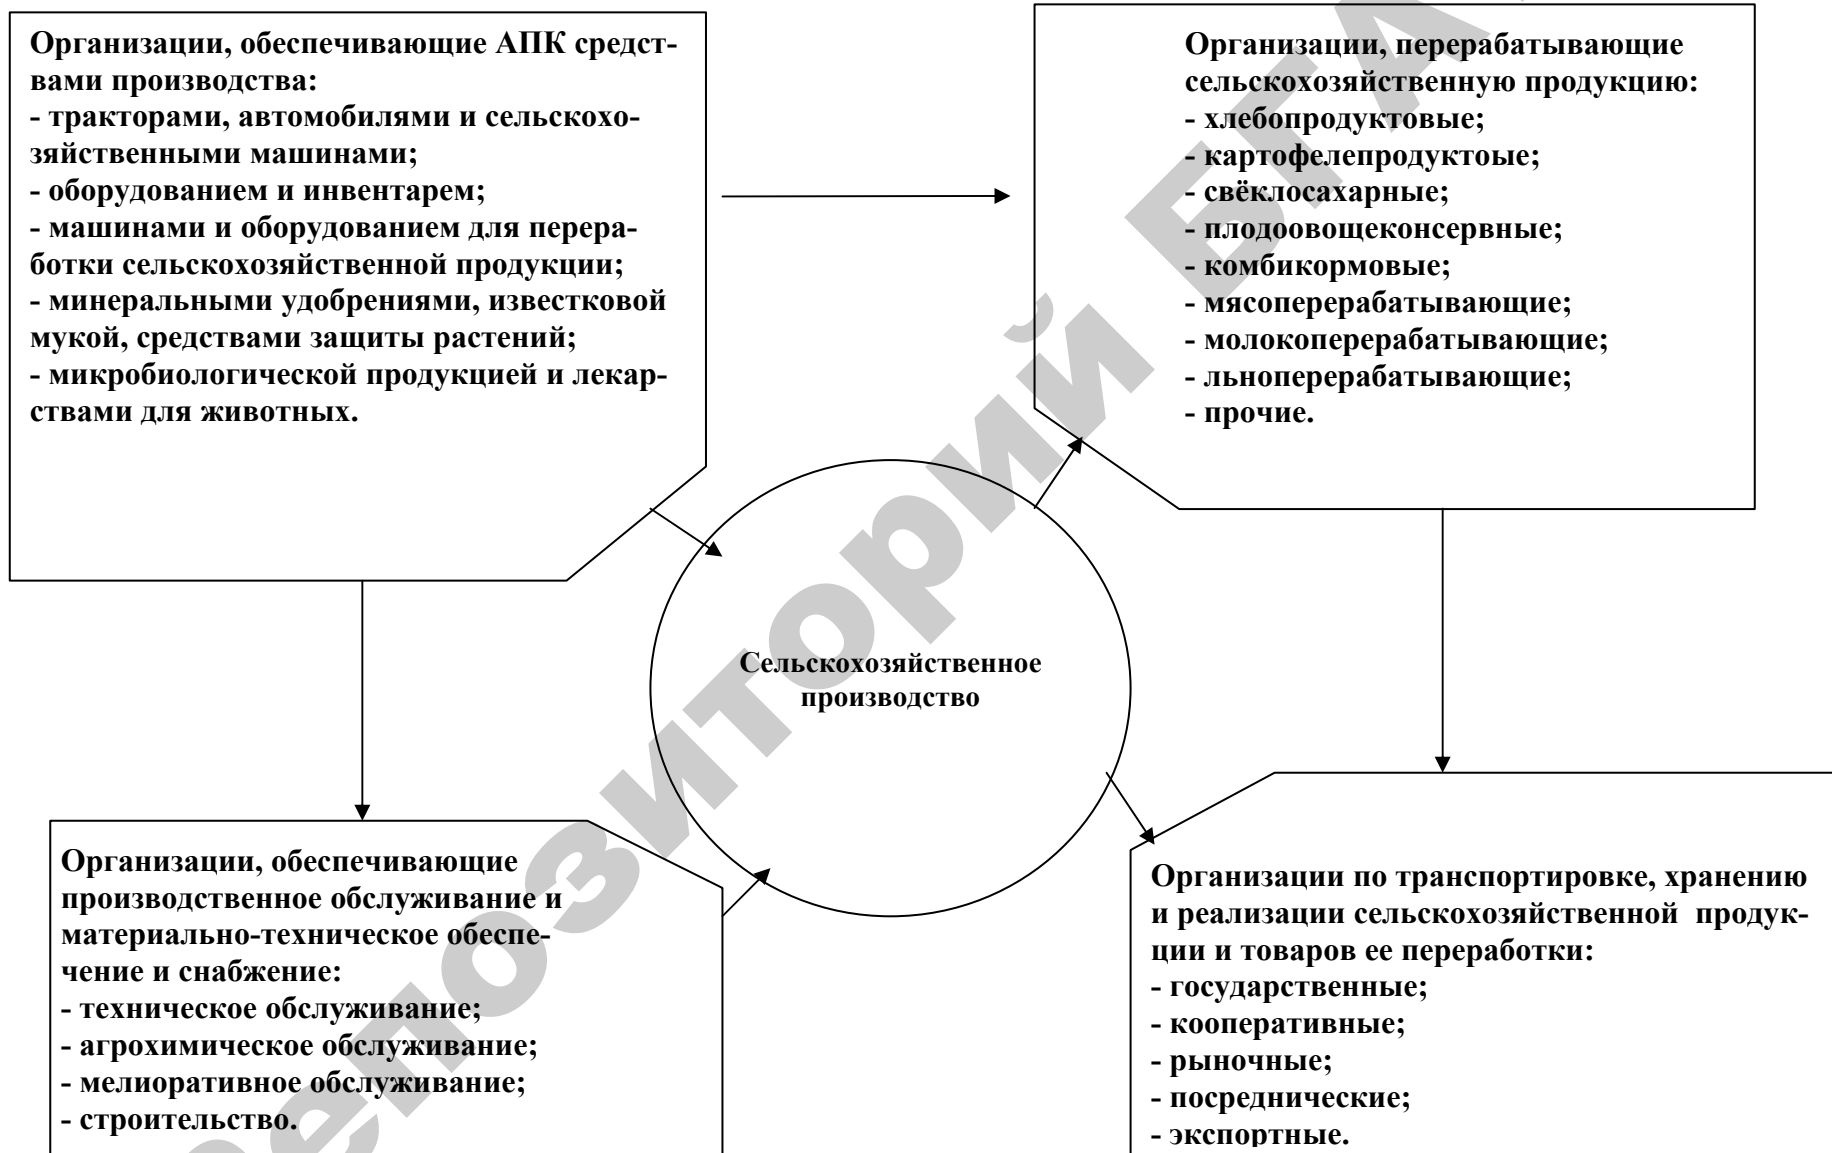 Организации, обеспечивающие АПК средст-
вами производства:
- тракторами, автомобилями и сельскохо-
зяйственными машинами;
- оборудованием и инвентарем;
- машинами и оборудованием для перера-
ботки сельскохозяйственной продукции;
- минеральными удобрениями, известковой
мукой, средствами защиты растений;
- микробиологической продукцией и лекар-
ствами для животных.
Организации, перерабатывающие
сельскохозяйственную продукцию:
- хлебопродуктовые;
- картофелепродуктоые;
- свёклосахарные;
- плодоовощеконсервные;
- комбикормовые;
- мясоперерабатывающие;
- молокоперерабатывающие;
- льноперерабатывающие;
- прочие.
Сельскохозяйственное
производство
Организации, обеспечивающие
производственное обслуживание и
материально-техническое обеспе-
чение и снабжение:
- техническое обслуживание;
- агрохимическое обслуживание;
- мелиоративное обслуживание;
- строительство.
Организации по транспортировке, хранению
и реализации сельскохозяйственной продук-
ции и товаров ее переработки:
- государственные;
- кооперативные;
- рыночные;
- посреднические;
- экспортные.
Репозиторий БГА